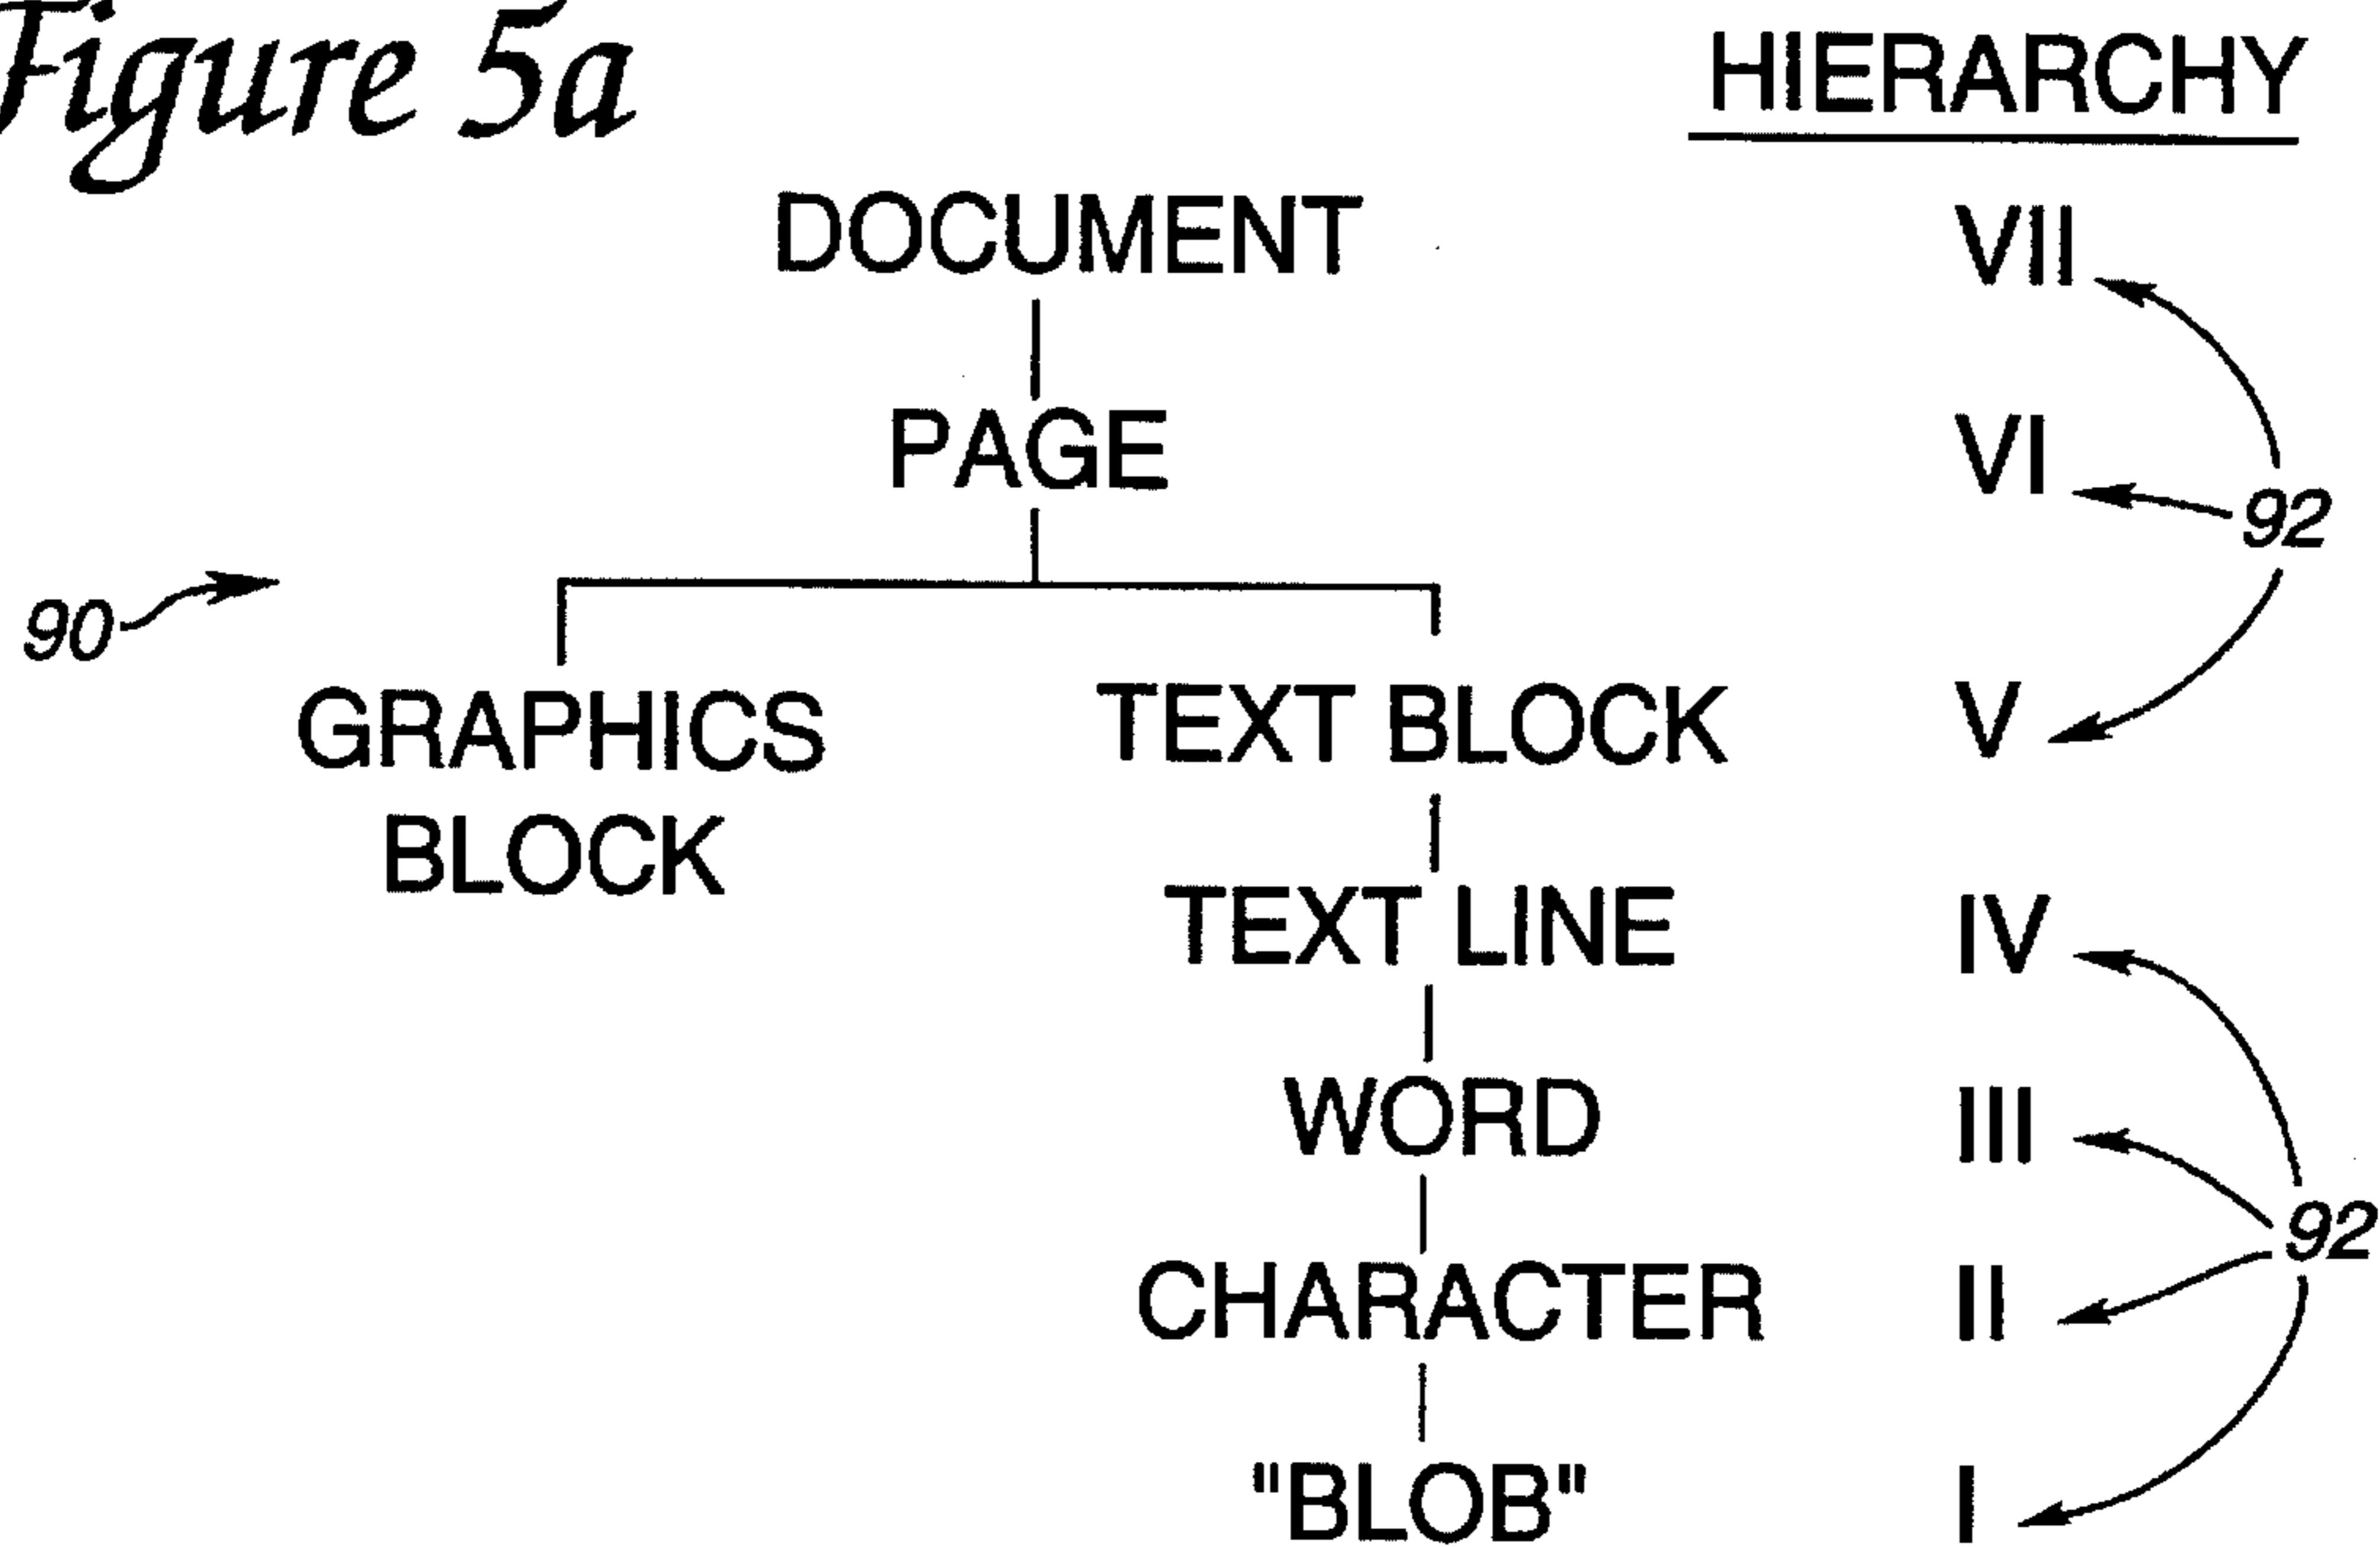 Figure 5a
HIERARCHY
DOCUMENT VII
PAGE VI
92
90
GRAPHICS BLOCK
TEXT BLOCK V
TEXT LINE IV
WORD III
92
CHARACTER II
"BLOB" I